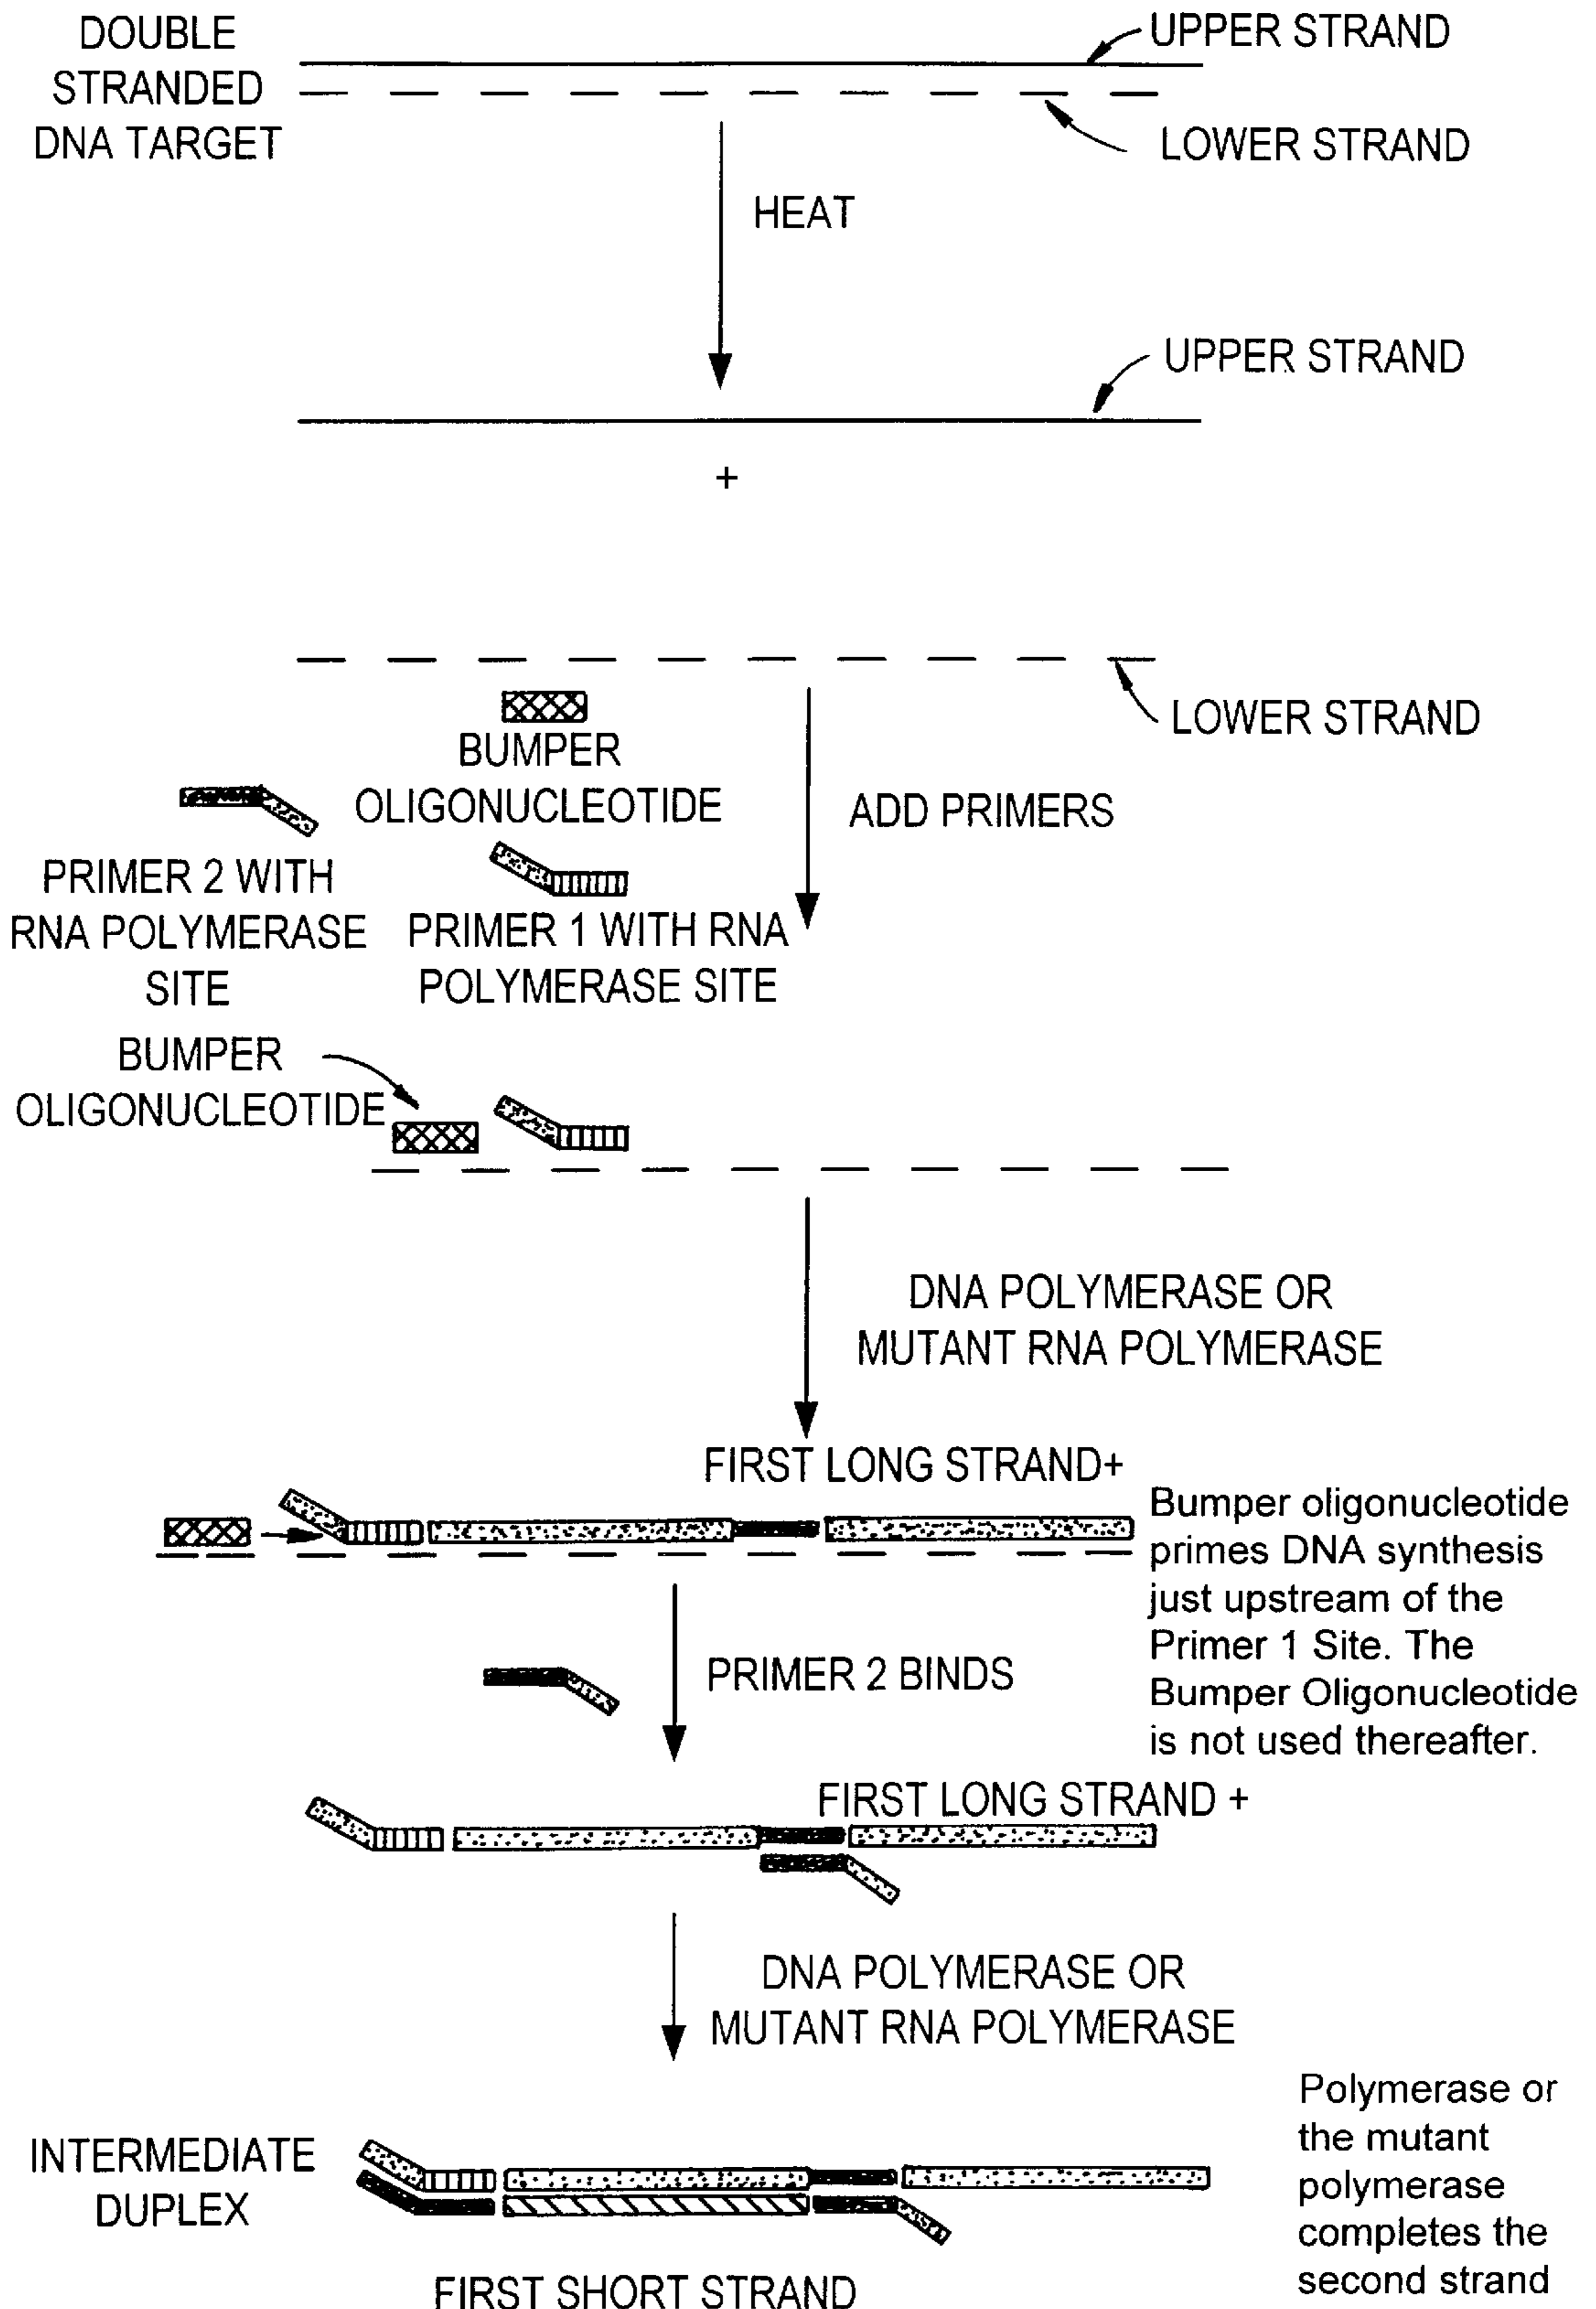 DOUBLE
STRANDED
DNA TARGET
UPPER STRAND
LOWER STRAND
HEAT
UPPER STRAND
+
LOWER STRAND
BUMPER
OLIGONUCLEOTIDE
ADD PRIMERS
PRIMER 2 WITH
RNA POLYMERASE
SITE
PRIMER 1 WITH RNA
POLYMERASE SITE
BUMPER
OLIGONUCLEOTIDE
DNA POLYMERASE OR
MUTANT RNA POLYMERASE
FIRST LONG STRAND+
Bumper oligonucleotide
primes DNA synthesis
just upstream of the
Primer 1 Site. The
Bumper Oligonucleotide
is not used thereafter.
PRIMER 2 BINDS
FIRST LONG STRAND +
DNA POLYMERASE OR
MUTANT RNA POLYMERASE
INTERMEDIATE
DUPLEX
Polymerase or
the mutant
polymerase
completes the
second strand
FIRST SHORT STRAND